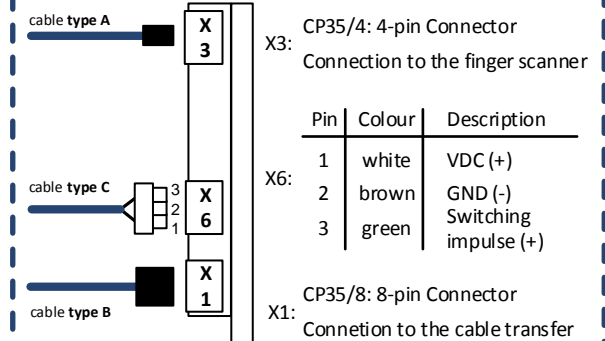 cable type A
X
3
X3:
CP35/4: 4-pin Connector
Connection to the finger scanner
Pin Colour Description
1 white VDC (+)
X6:
2 brown GND (-)
3 green Switching
impulse (+)
cable type C
3
2
1
X
6
cable type B
X
1
X1:
CP35/8: 8-pin Connector
Connetion to the cable transfer